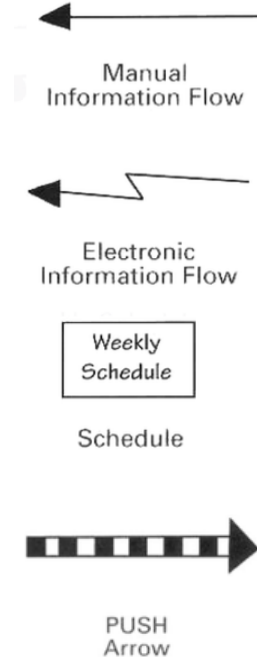 Manual
Information Flow
Electronic
Information Flow
Weekly
Schedule
Schedule
PUSH
Arrow